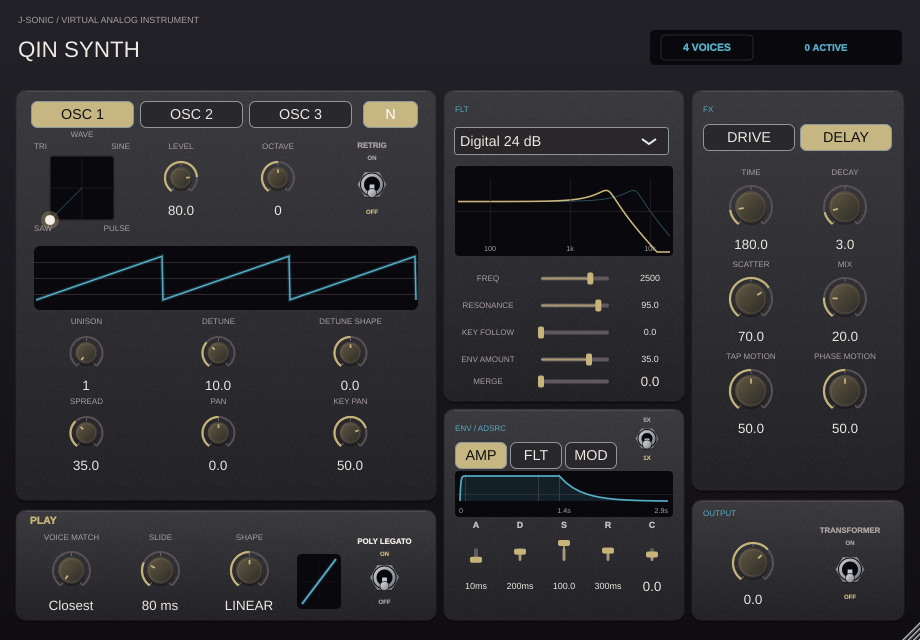 J-SONIC / VIRTUAL ANALOG INSTRUMENT
QIN SYNTH
4 VOICES 0 ACTIVE
OSC 1 OSC 2 OSC 3 N
WAVE
TRI SINE LEVEL OCTAVE RETRIG
ON
80.0 0 OFF
SAW PULSE
UNISON DETUNE DETUNE SHAPE
1 10.0 0.0
SPREAD PAN KEY PAN
35.0 0.0 50.0
PLAY
VOICE MATCH SLIDE SHAPE POLY LEGATO
ON
OFF
Closest 80 ms LINEAR
FLT
Digital 24 dB
100 1k 10k
FREQ 2500
RESONANCE 95.0
KEY FOLLOW 0.0
ENV AMOUNT 35.0
MERGE 0.0
ENV / ADSRC
5X
1X
AMP FLT MOD
0 1.4s 2.9s
A D S R C
10ms 200ms 100.0 300ms 0.0
FX
DRIVE DELAY
TIME DECAY
180.0 3.0
SCATTER MIX
70.0 20.0
TAP MOTION PHASE MOTION
50.0 50.0
OUTPUT
TRANSFORMER
ON
OFF
0.0